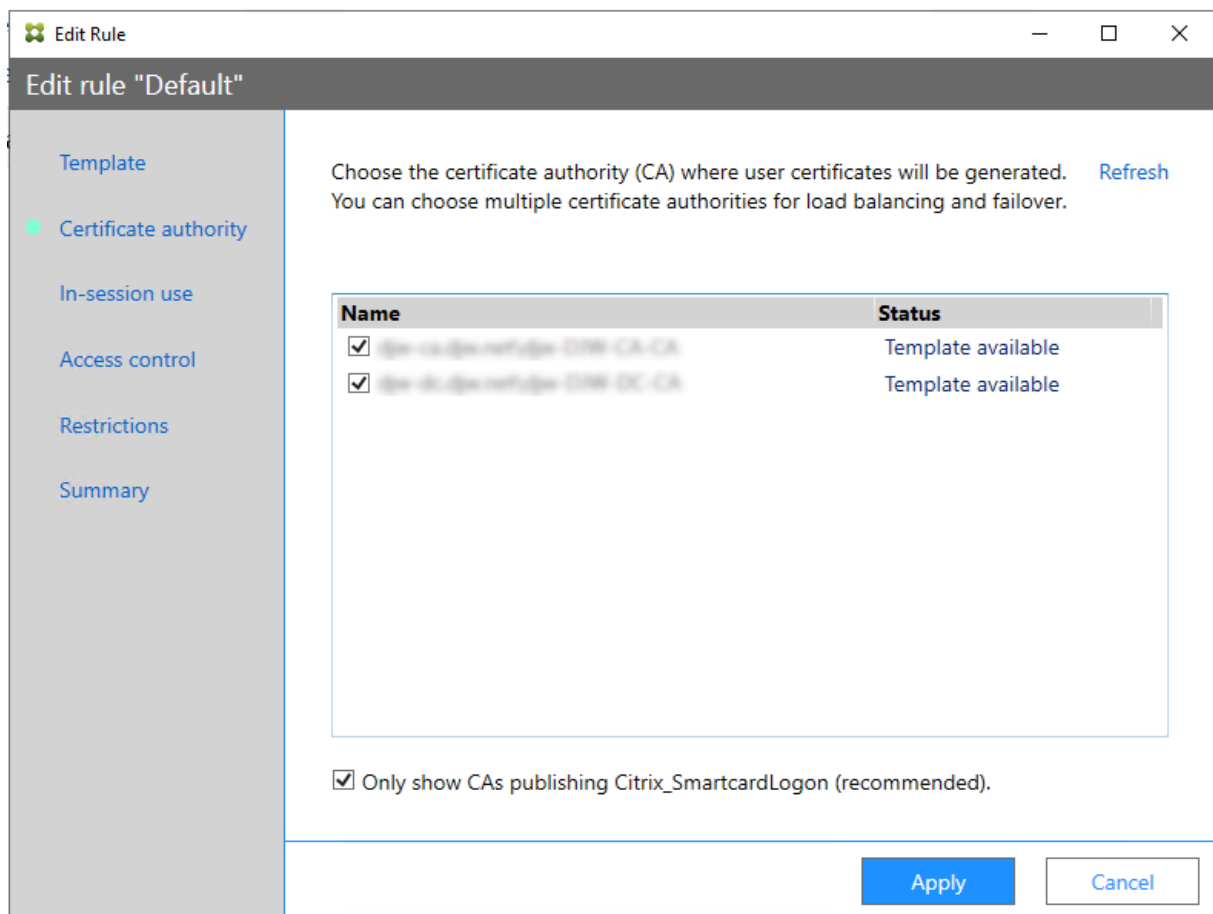 Edit Rule
Edit rule "Default"
Template
Certificate authority
In-session use
Access control
Restrictions
Summary
Choose the certificate authority (CA) where user certificates will be generated.
You can choose multiple certificate authorities for load balancing and failover.
Refresh
Name Status
Template available
Template available
Only show CAs publishing Citrix_SmartcardLogon (recommended).
Apply Cancel